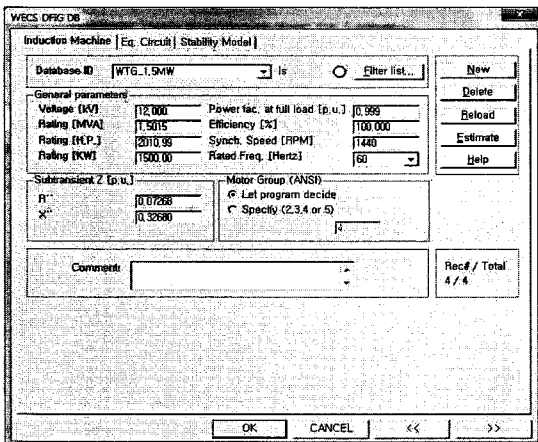 WECS DFIG DB
Induction Machine | Eq. Circuit | Stability Model
Database ID WTG_1.5MW Is Filter list...
New
Delete
Reload
Estimate
Help
General parameters
Voltage [kV] 12,000 Power fac. at full load [p.u.] 0,999
Rating [MVA] 1,5015 Efficiency [%] 100,000
Rating [H.P.] 2010,99 Synch. Speed [RPM] 1440
Rating [KW] 1500.00 Rated Freq. [Hertz] 60
Subtransient Z [p.u.]
R'' 0,07268
X'' 0,32680
Motor Group (ANSI)
Let program decide
Specify (2,3,4 or 5)
4
Comment:
Rec# / Total
4 / 4
OK CANCEL << >>